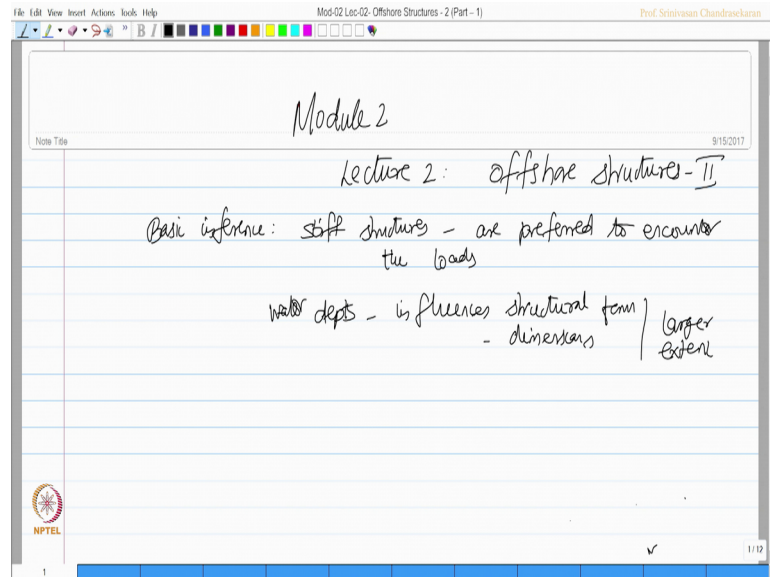 File Edit View Insert Actions Tools Help
Mod-02 Lec-02- Offshore Structures - 2 (Part – 1)
Prof. Srinivasan Chandrasekaran
B I
Note Title
9/15/2017
Module 2
Lecture 2: Offshore structures - II
Basic inference: stiff structures - are preferred to encounter
the loads
water depts - influences structural form
- dimensions
larger
extent
NPTEL
1/12
1